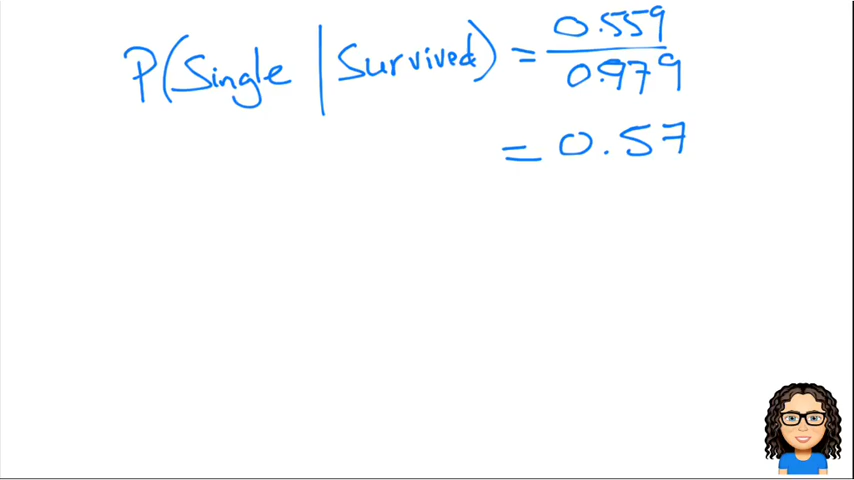 P(Single | Survived) = 0.559 / 0.979
= 0.57